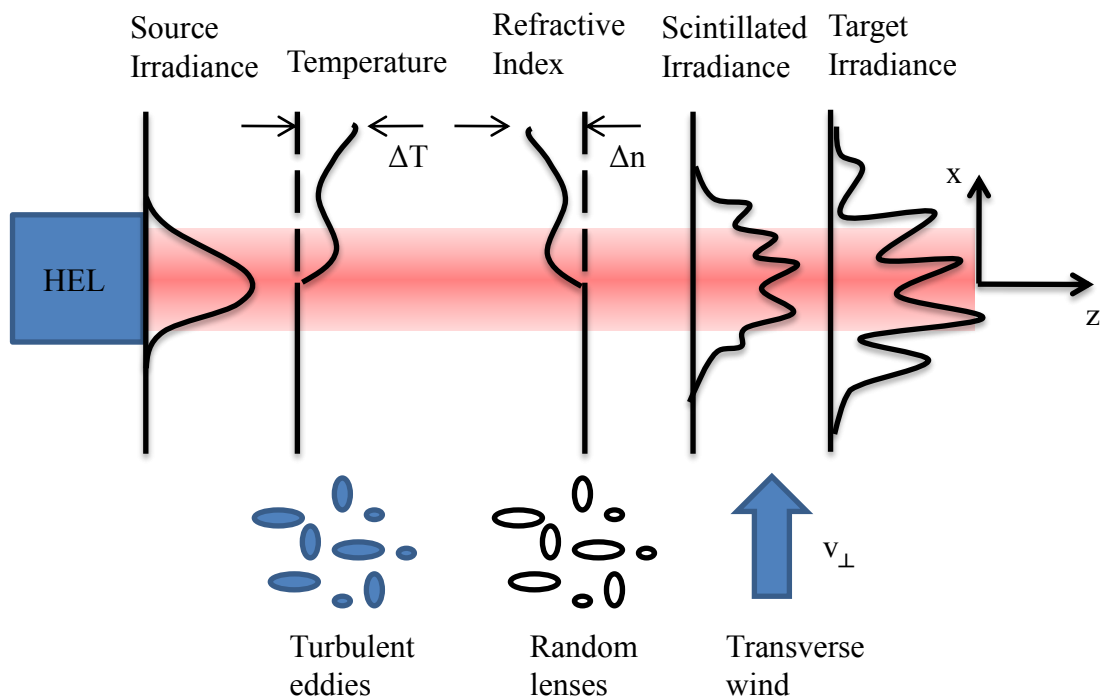 Source
Irradiance
Temperature
Refractive
Index
Scintillated
Irradiance
Target
Irradiance
ΔT
Δn
x
HEL
z
v⊥
Turbulent
eddies
Random
lenses
Transverse
wind